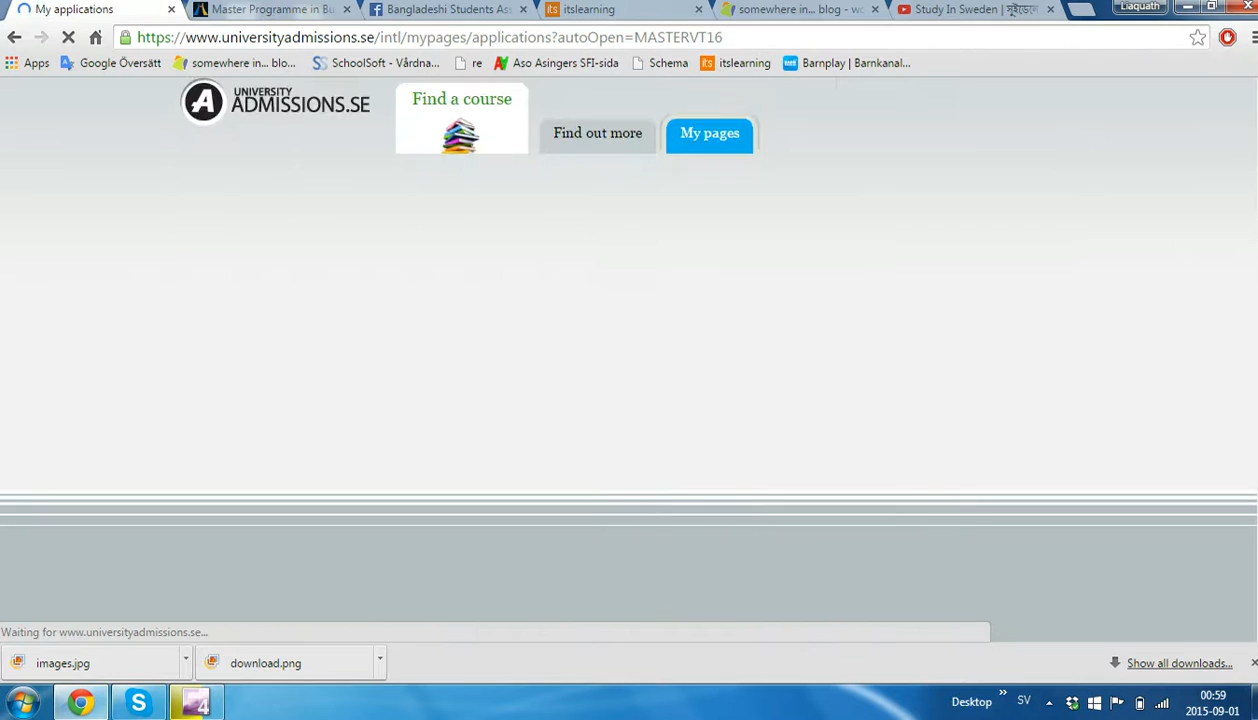 My applications
Master Programme in Bu
Bangladeshi Students Ass
itslearning
somewhere in... blog - wo
Study In Sweden | সুইডেনে
Liaquath
https://www.universityadmissions.se/intl/mypages/applications?autoOpen=MASTERVT16
Apps
Google Översätt
somewhere in... blo...
SchoolSoft - Vårdna...
re
Aso Asingers SFI-sida
Schema
itslearning
Barnplay | Barnkanal...
UNIVERSITY
ADMISSIONS.SE
Find a course
Find out more
My pages
Waiting for www.universityadmissions.se...
images.jpg
download.png
Show all downloads...
Desktop
SV
00:59
2015-09-01